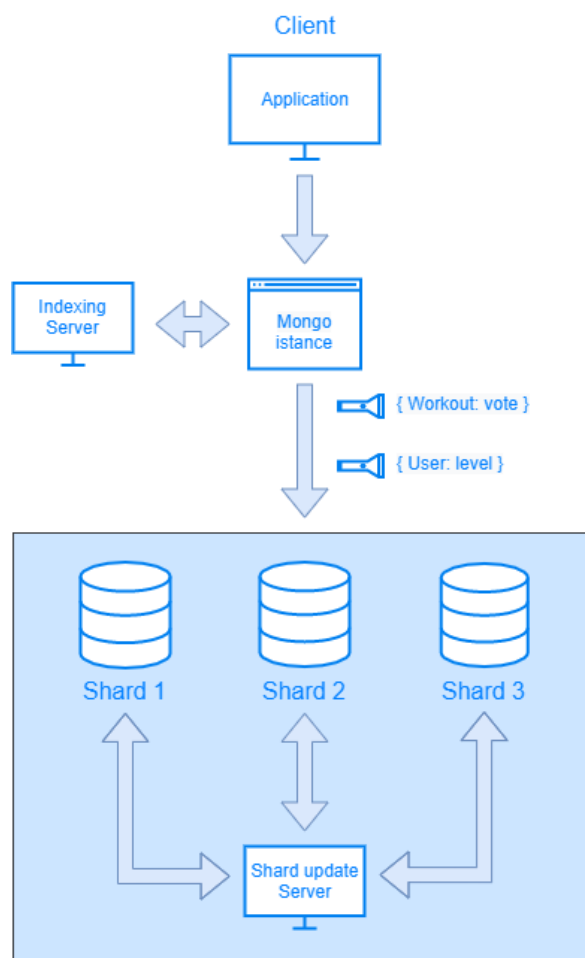 Client
Application
Indexing
Server
Mongo
istance
{ Workout: vote }
{ User: level }
Shard 1
Shard 2
Shard 3
Shard update
Server